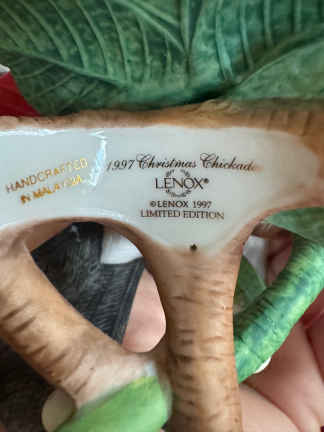 HANDCRAFTED
IN MALAYSIA
1997 Christmas Chickade
LENOX®
©LENOX 1997
LIMITED EDITION